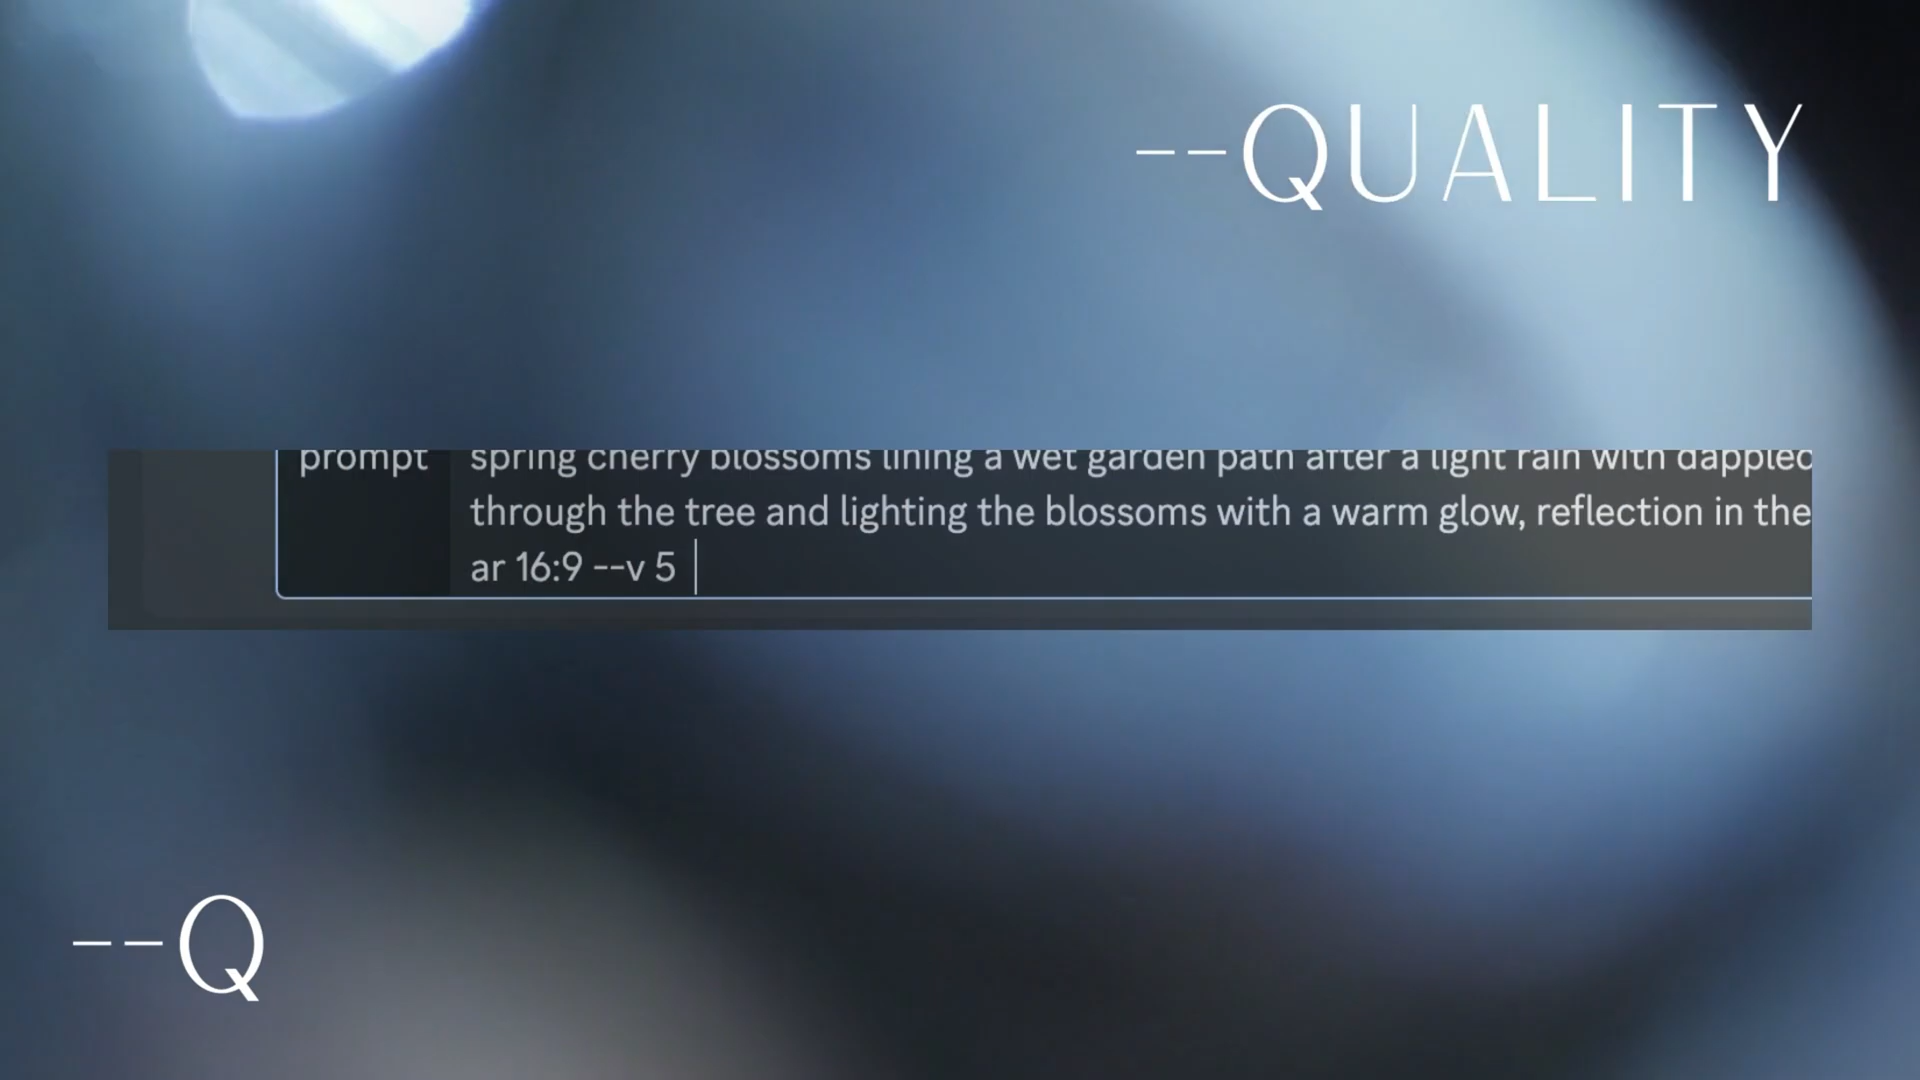 --QUALITY
prompt spring cherry blossoms lining a wet garden path after a light rain with dappled
through the tree and lighting the blossoms with a warm glow, reflection in the
ar 16:9 --v 5
--Q